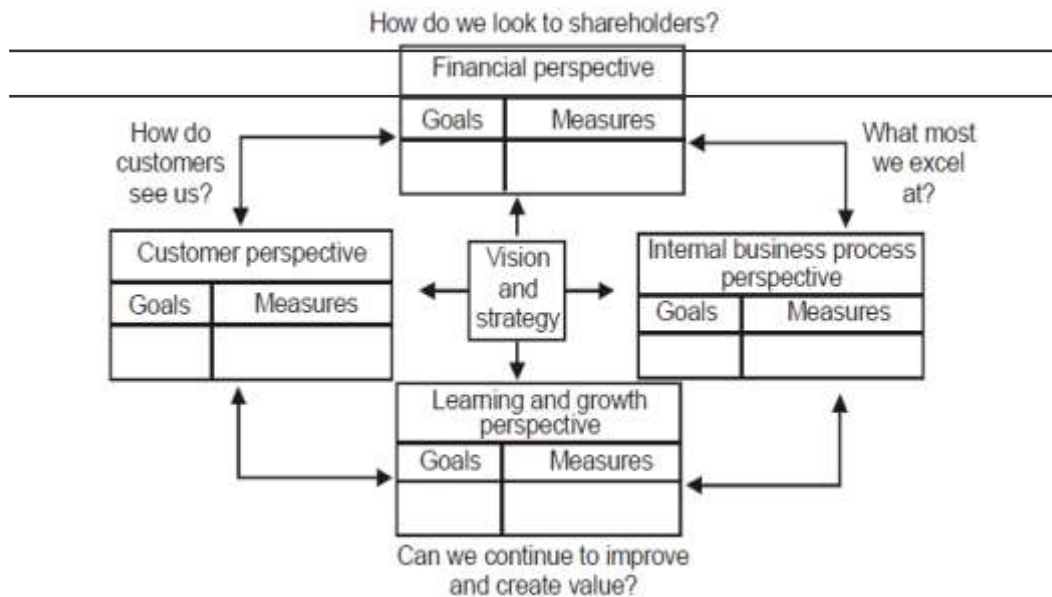 How do we look to shareholders?
Financial perspective
Goals Measures
How do
customers
see us?
What most
we excel
at?
Customer perspective
Goals Measures
Vision
and
strategy
Internal business process
perspective
Goals Measures
Learning and growth
perspective
Goals Measures
Can we continue to improve
and create value?